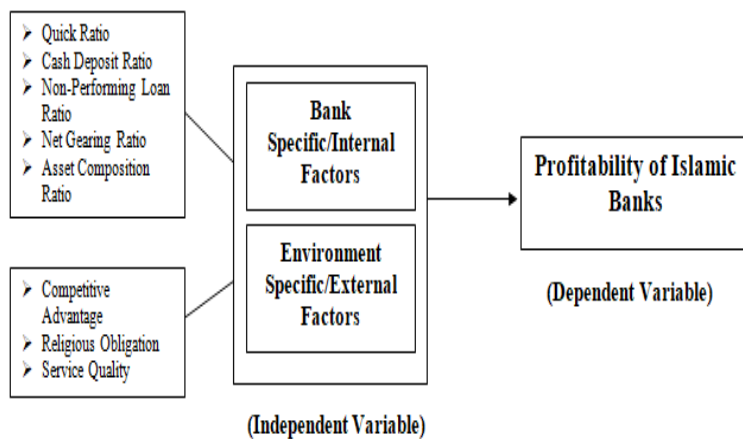 ➢ Quick Ratio
➢ Cash Deposit Ratio
➢ Non-Performing Loan
Ratio
➢ Net Gearing Ratio
➢ Asset Composition
Ratio
➢ Competitive
Advantage
➢ Religious Obligation
➢ Service Quality
Bank
Specific/Internal
Factors
Environment
Specific/External
Factors
(Independent Variable)
Profitability of Islamic
Banks
(Dependent Variable)